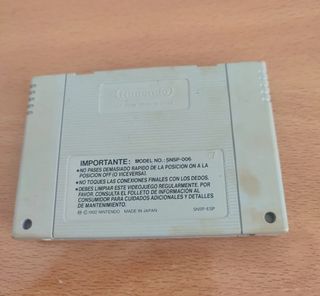 Nintendo
IMPORTANTE: MODEL NO.: SNSP-006
•NO PASES DEMASIADO RAPIDO DE LA POSICION ON A LA
POSICION OFF (O VICEVERSA).
•NO TOQUES LAS CONEXIONES FINALES CON LOS DEDOS.
•DEBES LIMPIAR ESTE VIDEOJUEGO REGULARMENTE. POR
FAVOR. CONSULTA EL FOLLETO DE INFORMACION AL
CONSUMIDOR PARA CUIDADOS ADICIONALES Y DETALLES
DE MANTENIMIENTO.
© 1992 NINTENDO MADE IN JAPAN SNSP-ESP